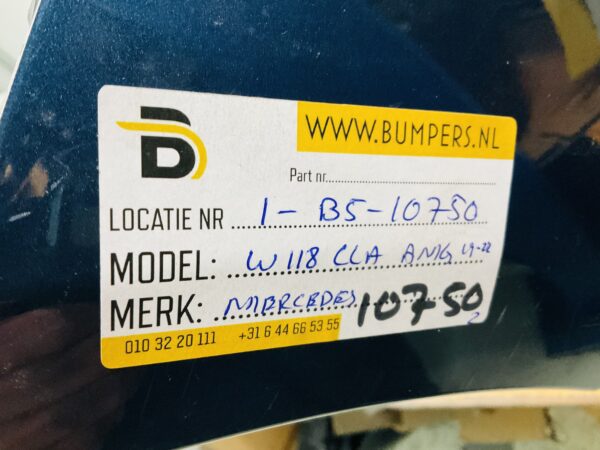 B
WWW.BUMPERS.NL
Part nr........................
LOCATIE NR 1 - B5-10750
MODEL: W118 CLA AMG 19-22
MERK: MERCEDES 10750
2
010 32 20 111 +31 6 44 66 53 55